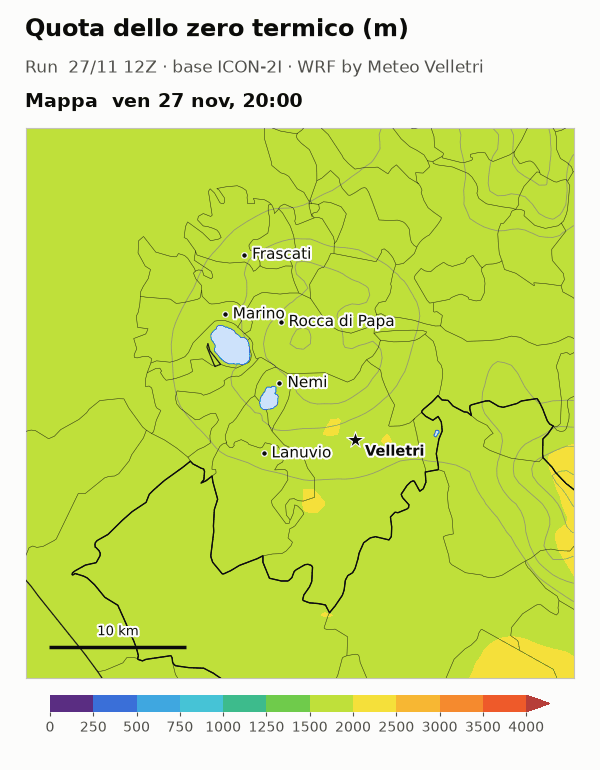 Quota dello zero termico (m)
Run  27/11 12Z · base ICON-2I · WRF by Meteo Velletri
Mappa  ven 27 nov, 20:00
Frascati
Marino
Rocca di Papa
Nemi
Velletri
Lanuvio
10 km
0 250 500 750 1000 1250 1500 2000 2500 3000 3500 4000